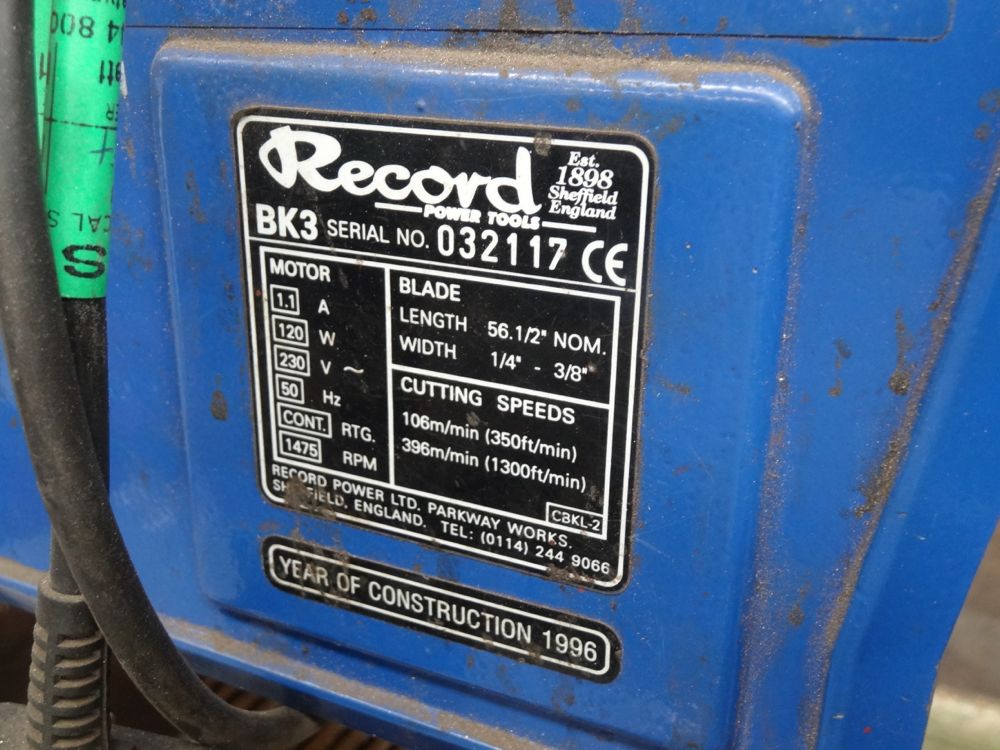 Record
POWER TOOLS
Est.
1898
Sheffield
England
BK3 SERIAL NO. 032117 CE
MOTOR
1.1 A
120 W
230 V ~
50 Hz
CONT. RTG.
1475 RPM
BLADE
LENGTH 56.1/2" NOM.
WIDTH 1/4" - 3/8"
CUTTING SPEEDS
106m/min (350ft/min)
396m/min (1300ft/min)
CBKL-2
RECORD POWER LTD. PARKWAY WORKS.
SHEFFIELD, ENGLAND. TEL: (0114) 244 9066
YEAR OF CONSTRUCTION 1996
S